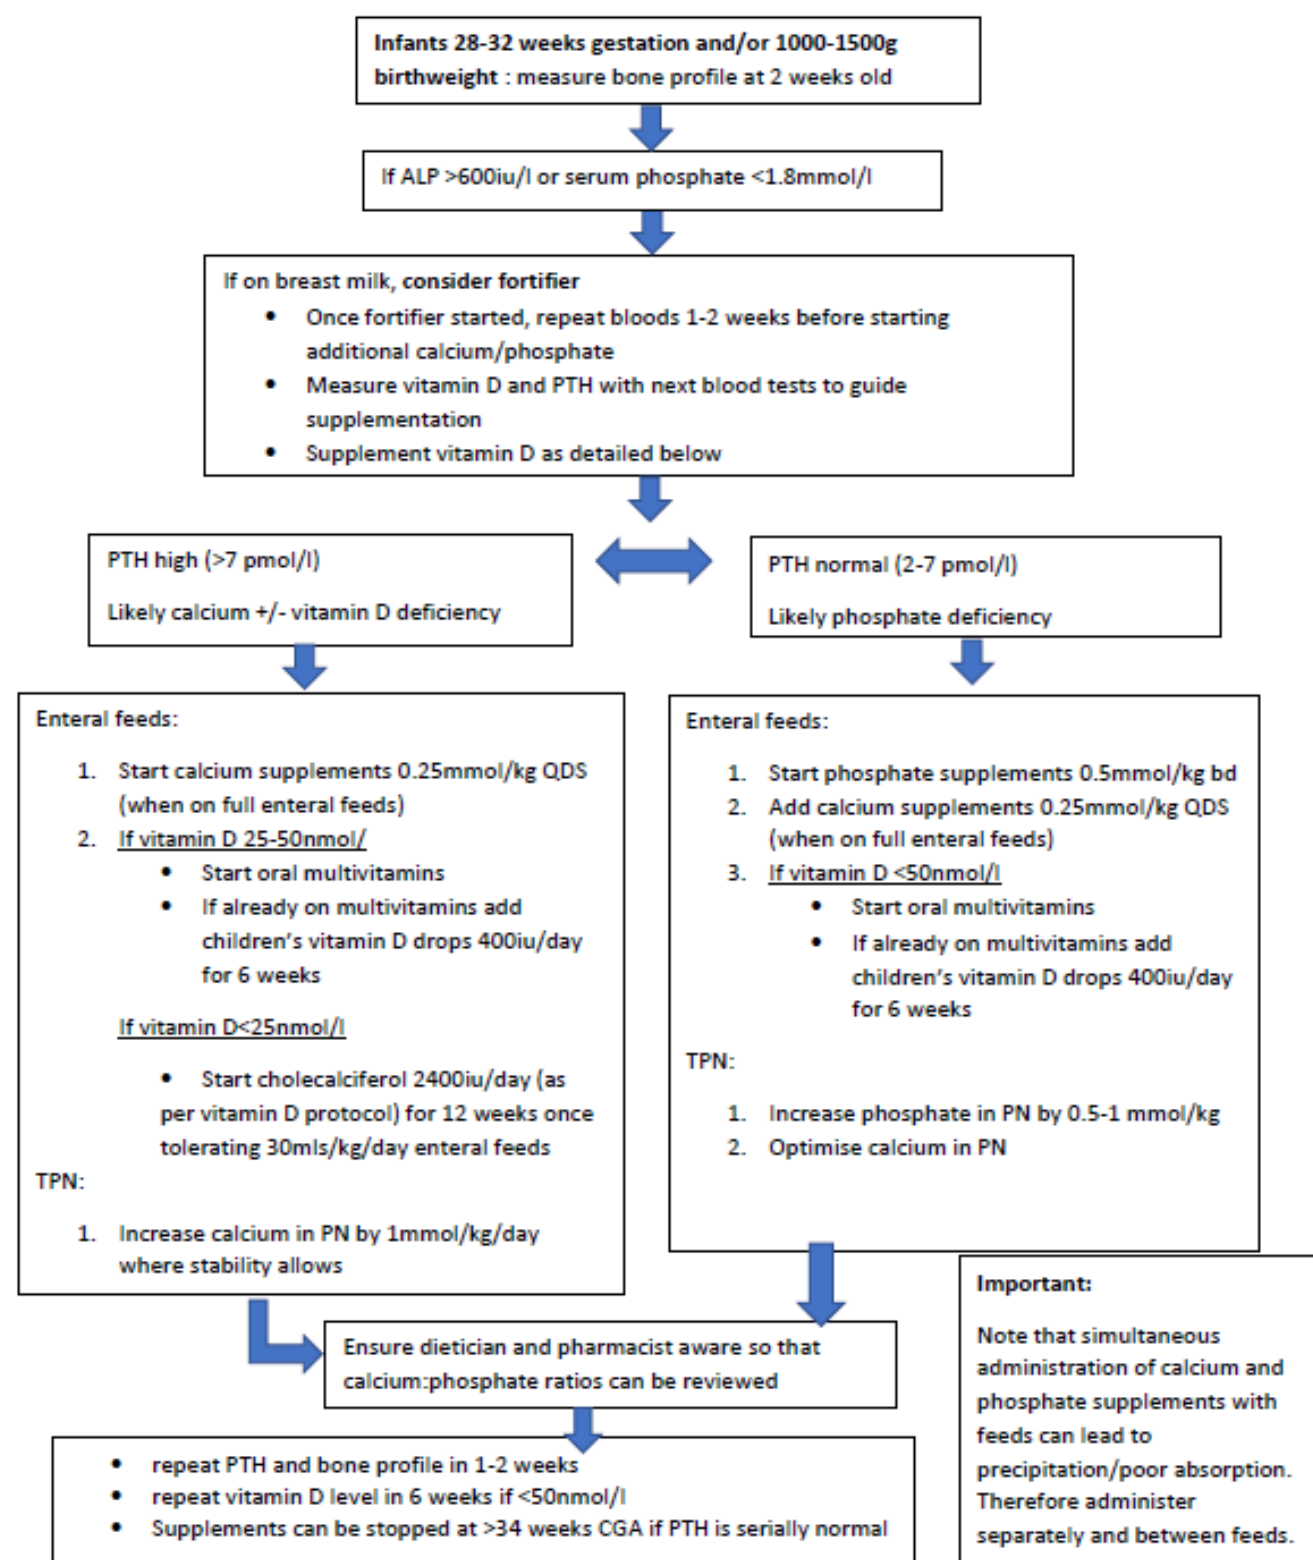 Infants 28-32 weeks gestation and/or 1000-1500g
birthweight : measure bone profile at 2 weeks old
If ALP >600iu/l or serum phosphate <1.8mmol/l
If on breast milk, consider fortifier
• Once fortifier started, repeat bloods 1-2 weeks before starting
additional calcium/phosphate
• Measure vitamin D and PTH with next blood tests to guide
supplementation
• Supplement vitamin D as detailed below
PTH high (>7 pmol/l)
Likely calcium +/- vitamin D deficiency
PTH normal (2-7 pmol/l)
Likely phosphate deficiency
Enteral feeds:
1. Start calcium supplements 0.25mmol/kg QDS
(when on full enteral feeds)
2. If vitamin D 25-50nmol/
• Start oral multivitamins
• If already on multivitamins add
children's vitamin D drops 400iu/day
for 6 weeks
If vitamin D<25nmol/l
• Start cholecalciferol 2400iu/day (as
per vitamin D protocol) for 12 weeks once
tolerating 30mls/kg/day enteral feeds
TPN:
1. Increase calcium in PN by 1mmol/kg/day
where stability allows
Enteral feeds:
1. Start phosphate supplements 0.5mmol/kg bd
2. Add calcium supplements 0.25mmol/kg QDS
(when on full enteral feeds)
3. If vitamin D <50nmol/l
• Start oral multivitamins
• If already on multivitamins add
children's vitamin D drops 400iu/day
for 6 weeks
TPN:
1. Increase phosphate in PN by 0.5-1 mmol/kg
2. Optimise calcium in PN
Ensure dietician and pharmacist aware so that
calcium:phosphate ratios can be reviewed
• repeat PTH and bone profile in 1-2 weeks
• repeat vitamin D level in 6 weeks if <50nmol/l
• Supplements can be stopped at >34 weeks CGA if PTH is serially normal
Important:
Note that simultaneous
administration of calcium and
phosphate supplements with
feeds can lead to
precipitation/poor absorption.
Therefore administer
separately and between feeds.